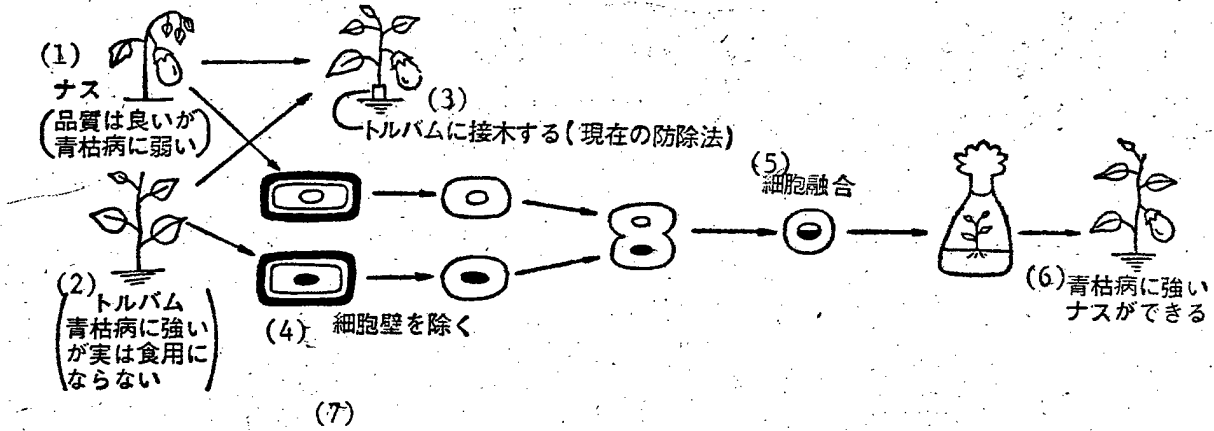 (1)
ナス
(品質は良いが
青枯病に弱い)
(3)
トルバムに接木する(現在の防除法)
(5)
細胞融合
(2)
(トルバム
青枯病に強い
が実は食用に
ならない)
(4) 細胞壁を除く
(6) 青枯病に強い
ナスができる
(7)